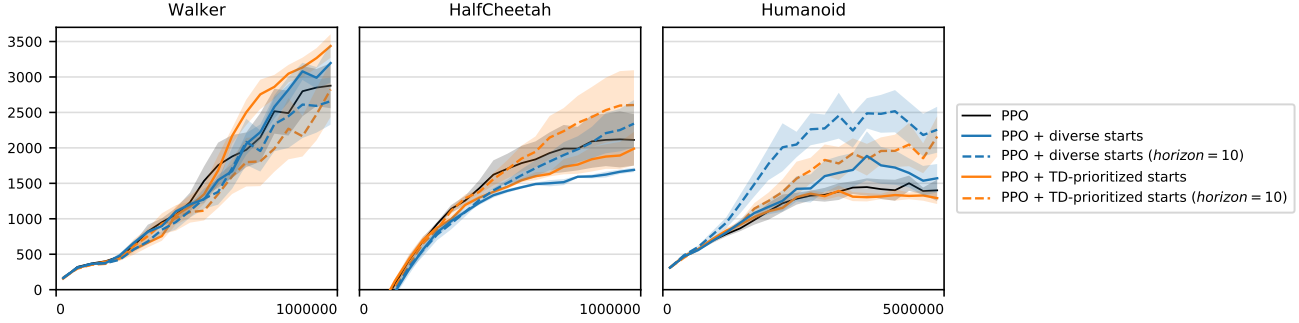 Walker
HalfCheetah
Humanoid
3500
3000
2500
2000
1500
1000
500
0
0
1000000
0
1000000
0
5000000
PPO
PPO + diverse starts
PPO + diverse starts (horizon = 10)
PPO + TD-prioritized starts
PPO + TD-prioritized starts (horizon = 10)